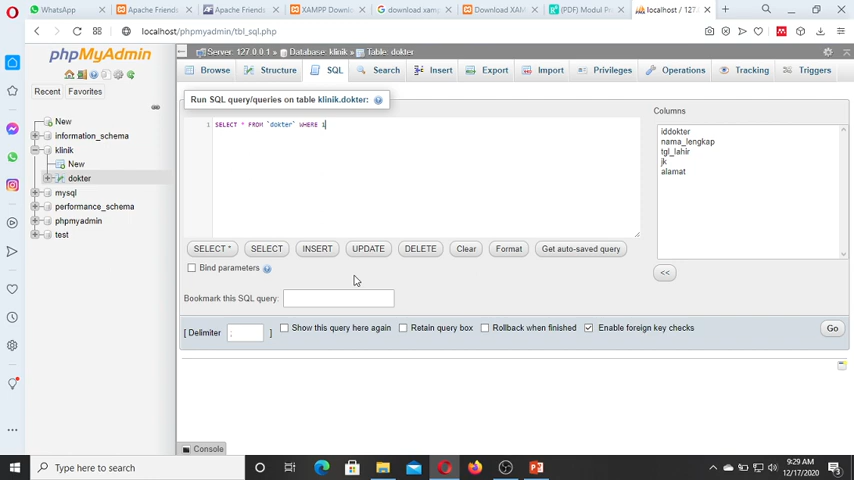 WhatsApp
Apache Friends
Apache Friends
XAMPP Downlo
download xamp
Download XAM
(PDF) Modul Pr
localhost / 127.
localhost/phpmyadmin/tbl_sql.php
phpMyAdmin
Recent Favorites
New
information_schema
klinik
New
dokter
mysql
performance_schema
phpmyadmin
test
Server: 127.0.0.1 » Database: klinik » Table: dokter
Browse Structure SQL Search Insert Export Import Privileges Operations Tracking Triggers
Run SQL query/queries on table klinik.dokter:
1 SELECT * FROM `dokter` WHERE 1
Columns
iddokter
nama_lengkap
tgl_lahir
jk
alamat
SELECT * SELECT INSERT UPDATE DELETE Clear Format Get auto-saved query
<<
Bind parameters
Bookmark this SQL query:
[ Delimiter ; ] Show this query here again Retain query box Rollback when finished Enable foreign key checks Go
Console
Type here to search
9:29 AM
12/17/2020
3